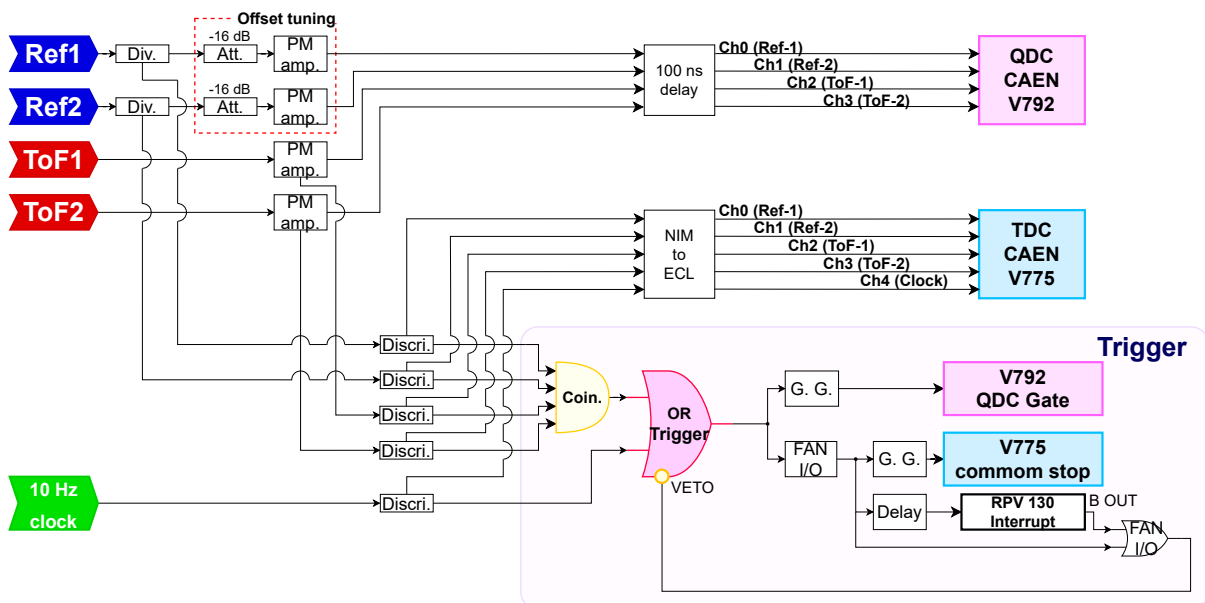 Offset tuning
Ref1
Div.
-16 dB
Att.
PM
amp.
100 ns
delay
Ch0 (Ref-1)
Ch1 (Ref-2)
Ch2 (ToF-1)
Ch3 (ToF-2)
QDC
CAEN
V792
Ref2
Div.
-16 dB
Att.
PM
amp.
ToF1
PM
amp.
ToF2
PM
amp.
NIM
to
ECL
Ch0 (Ref-1)
Ch1 (Ref-2)
Ch2 (ToF-1)
Ch3 (ToF-2)
Ch4 (Clock)
TDC
CAEN
V775
Trigger
Discri.
Discri.
Discri.
Discri.
Discri.
Coin.
OR
Trigger
VETO
G. G.
V792
QDC Gate
FAN
I/O
G. G.
V775
commom stop
Delay
RPV 130
Interrupt
B OUT
FAN
I/O
10 Hz
clock